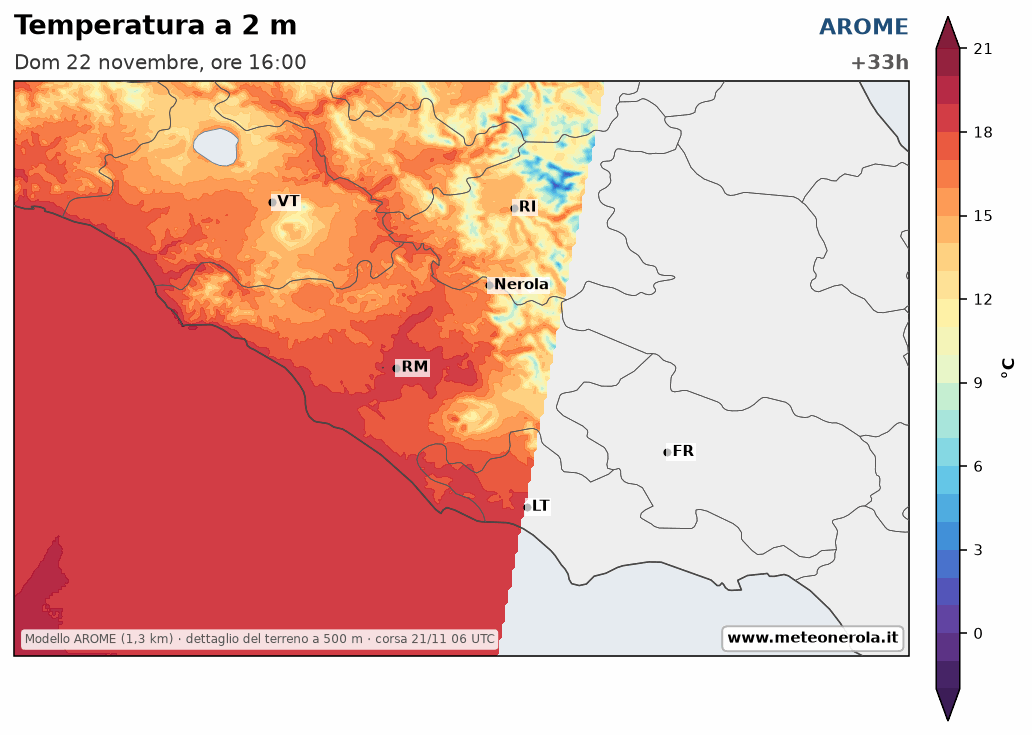 Temperatura a 2 m
AROME
Dom 22 novembre, ore 16:00
+33h
VT
RI
Nerola
RM
FR
LT
Modello AROME (1,3 km) · dettaglio del terreno a 500 m · corsa 21/11 06 UTC
www.meteonerola.it
21
18
15
12
9
6
3
0
°C